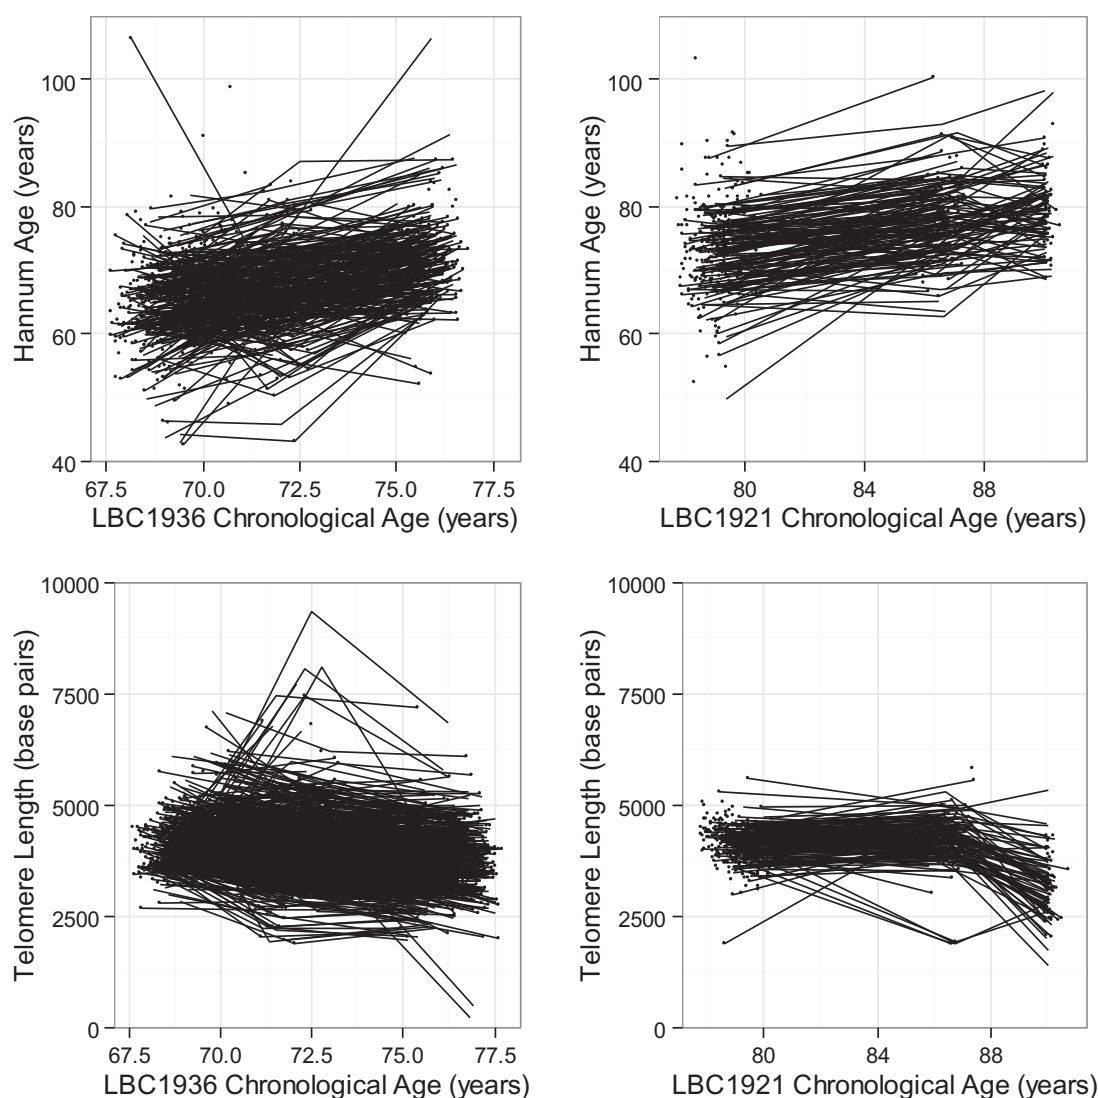 Hannum Age (years)
100
80
60
40
67.5 70.0 72.5 75.0 77.5
LBC1936 Chronological Age (years)
Hannum Age (years)
100
80
60
40
80 84 88
LBC1921 Chronological Age (years)
Telomere Length (base pairs)
10000
7500
5000
2500
0
67.5 70.0 72.5 75.0 77.5
LBC1936 Chronological Age (years)
Telomere Length (base pairs)
10000
7500
5000
2500
0
80 84 88
LBC1921 Chronological Age (years)